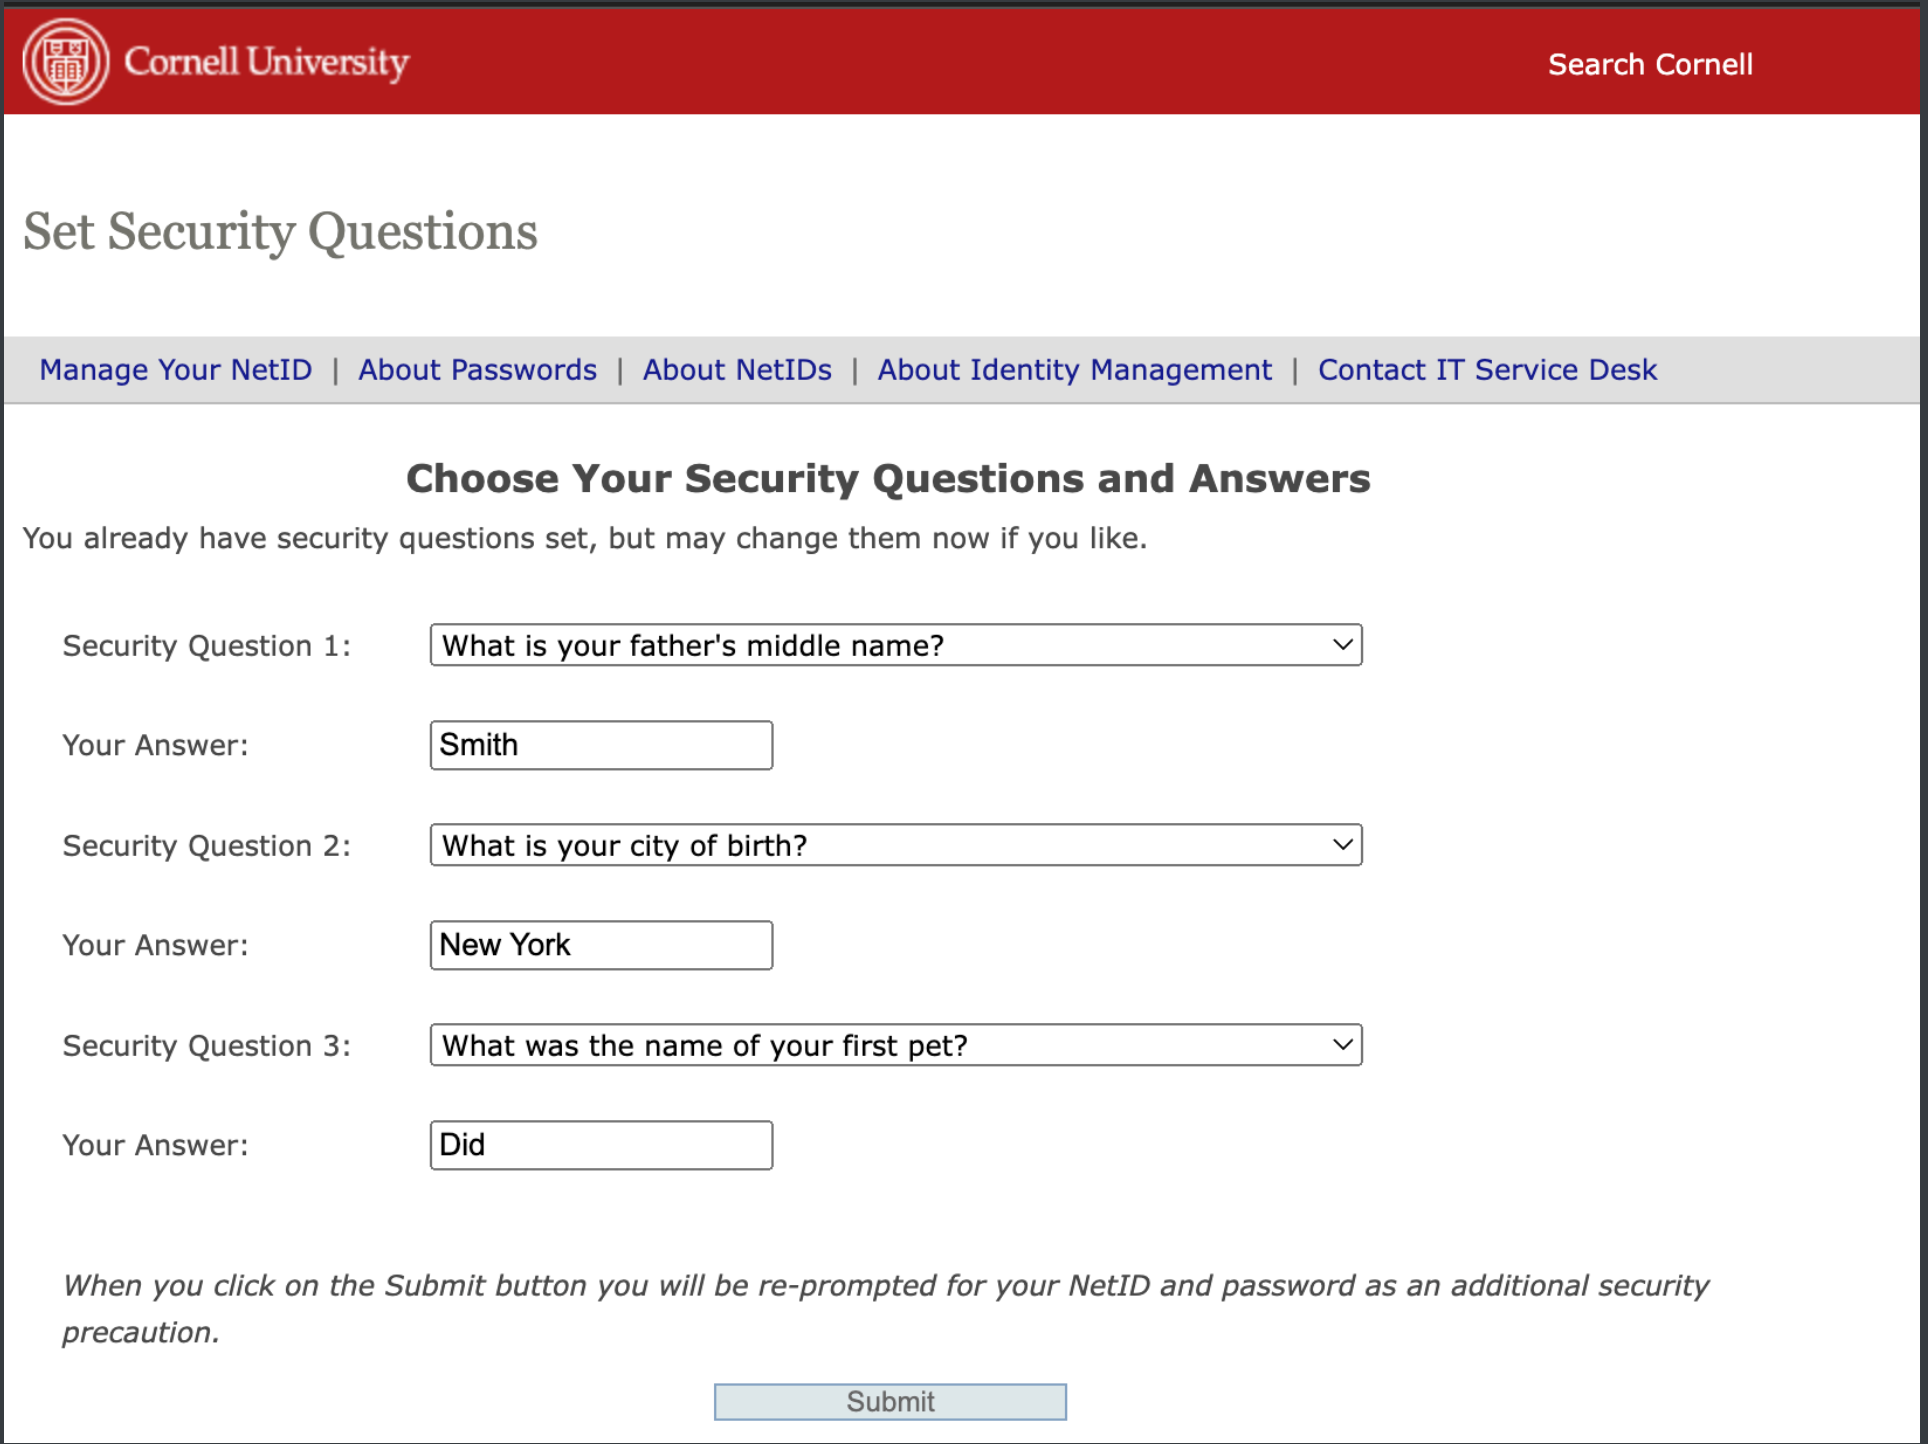 Cornell University
Search Cornell
Set Security Questions
Manage Your NetID | About Passwords | About NetIDs | About Identity Management | Contact IT Service Desk
Choose Your Security Questions and Answers
You already have security questions set, but may change them now if you like.
Security Question 1: What is your father's middle name?
Your Answer: Smith
Security Question 2: What is your city of birth?
Your Answer: New York
Security Question 3: What was the name of your first pet?
Your Answer: Did
When you click on the Submit button you will be re-prompted for your NetID and password as an additional security
precaution.
Submit